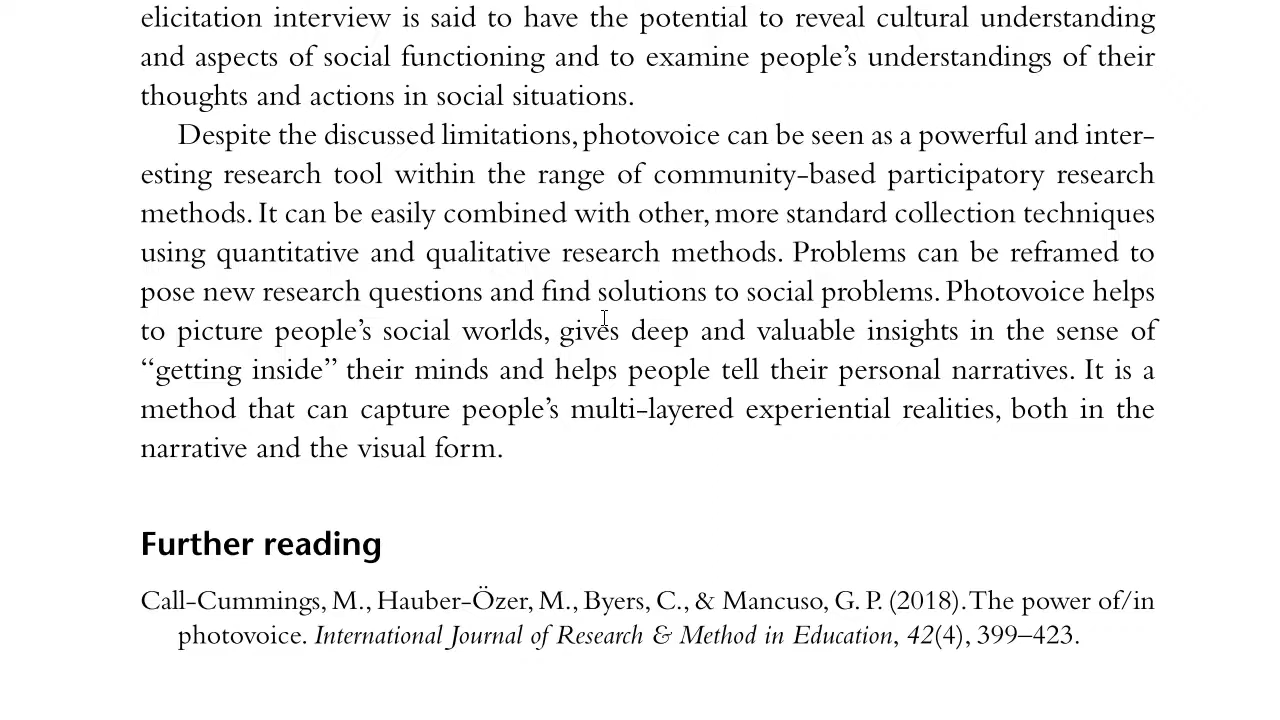 elicitation interview is said to have the potential to reveal cultural understanding
and aspects of social functioning and to examine people’s understandings of their
thoughts and actions in social situations.
Despite the discussed limitations, photovoice can be seen as a powerful and inter-
esting research tool within the range of community-based participatory research
methods. It can be easily combined with other, more standard collection techniques
using quantitative and qualitative research methods. Problems can be reframed to
pose new research questions and find solutions to social problems. Photovoice helps
to picture people’s social worlds, gives deep and valuable insights in the sense of
“getting inside” their minds and helps people tell their personal narratives. It is a
method that can capture people’s multi-layered experiential realities, both in the
narrative and the visual form.
Further reading
Call-Cummings, M., Hauber-Özer, M., Byers, C., & Mancuso, G. P. (2018). The power of/in
photovoice. International Journal of Research & Method in Education, 42(4), 399–423.